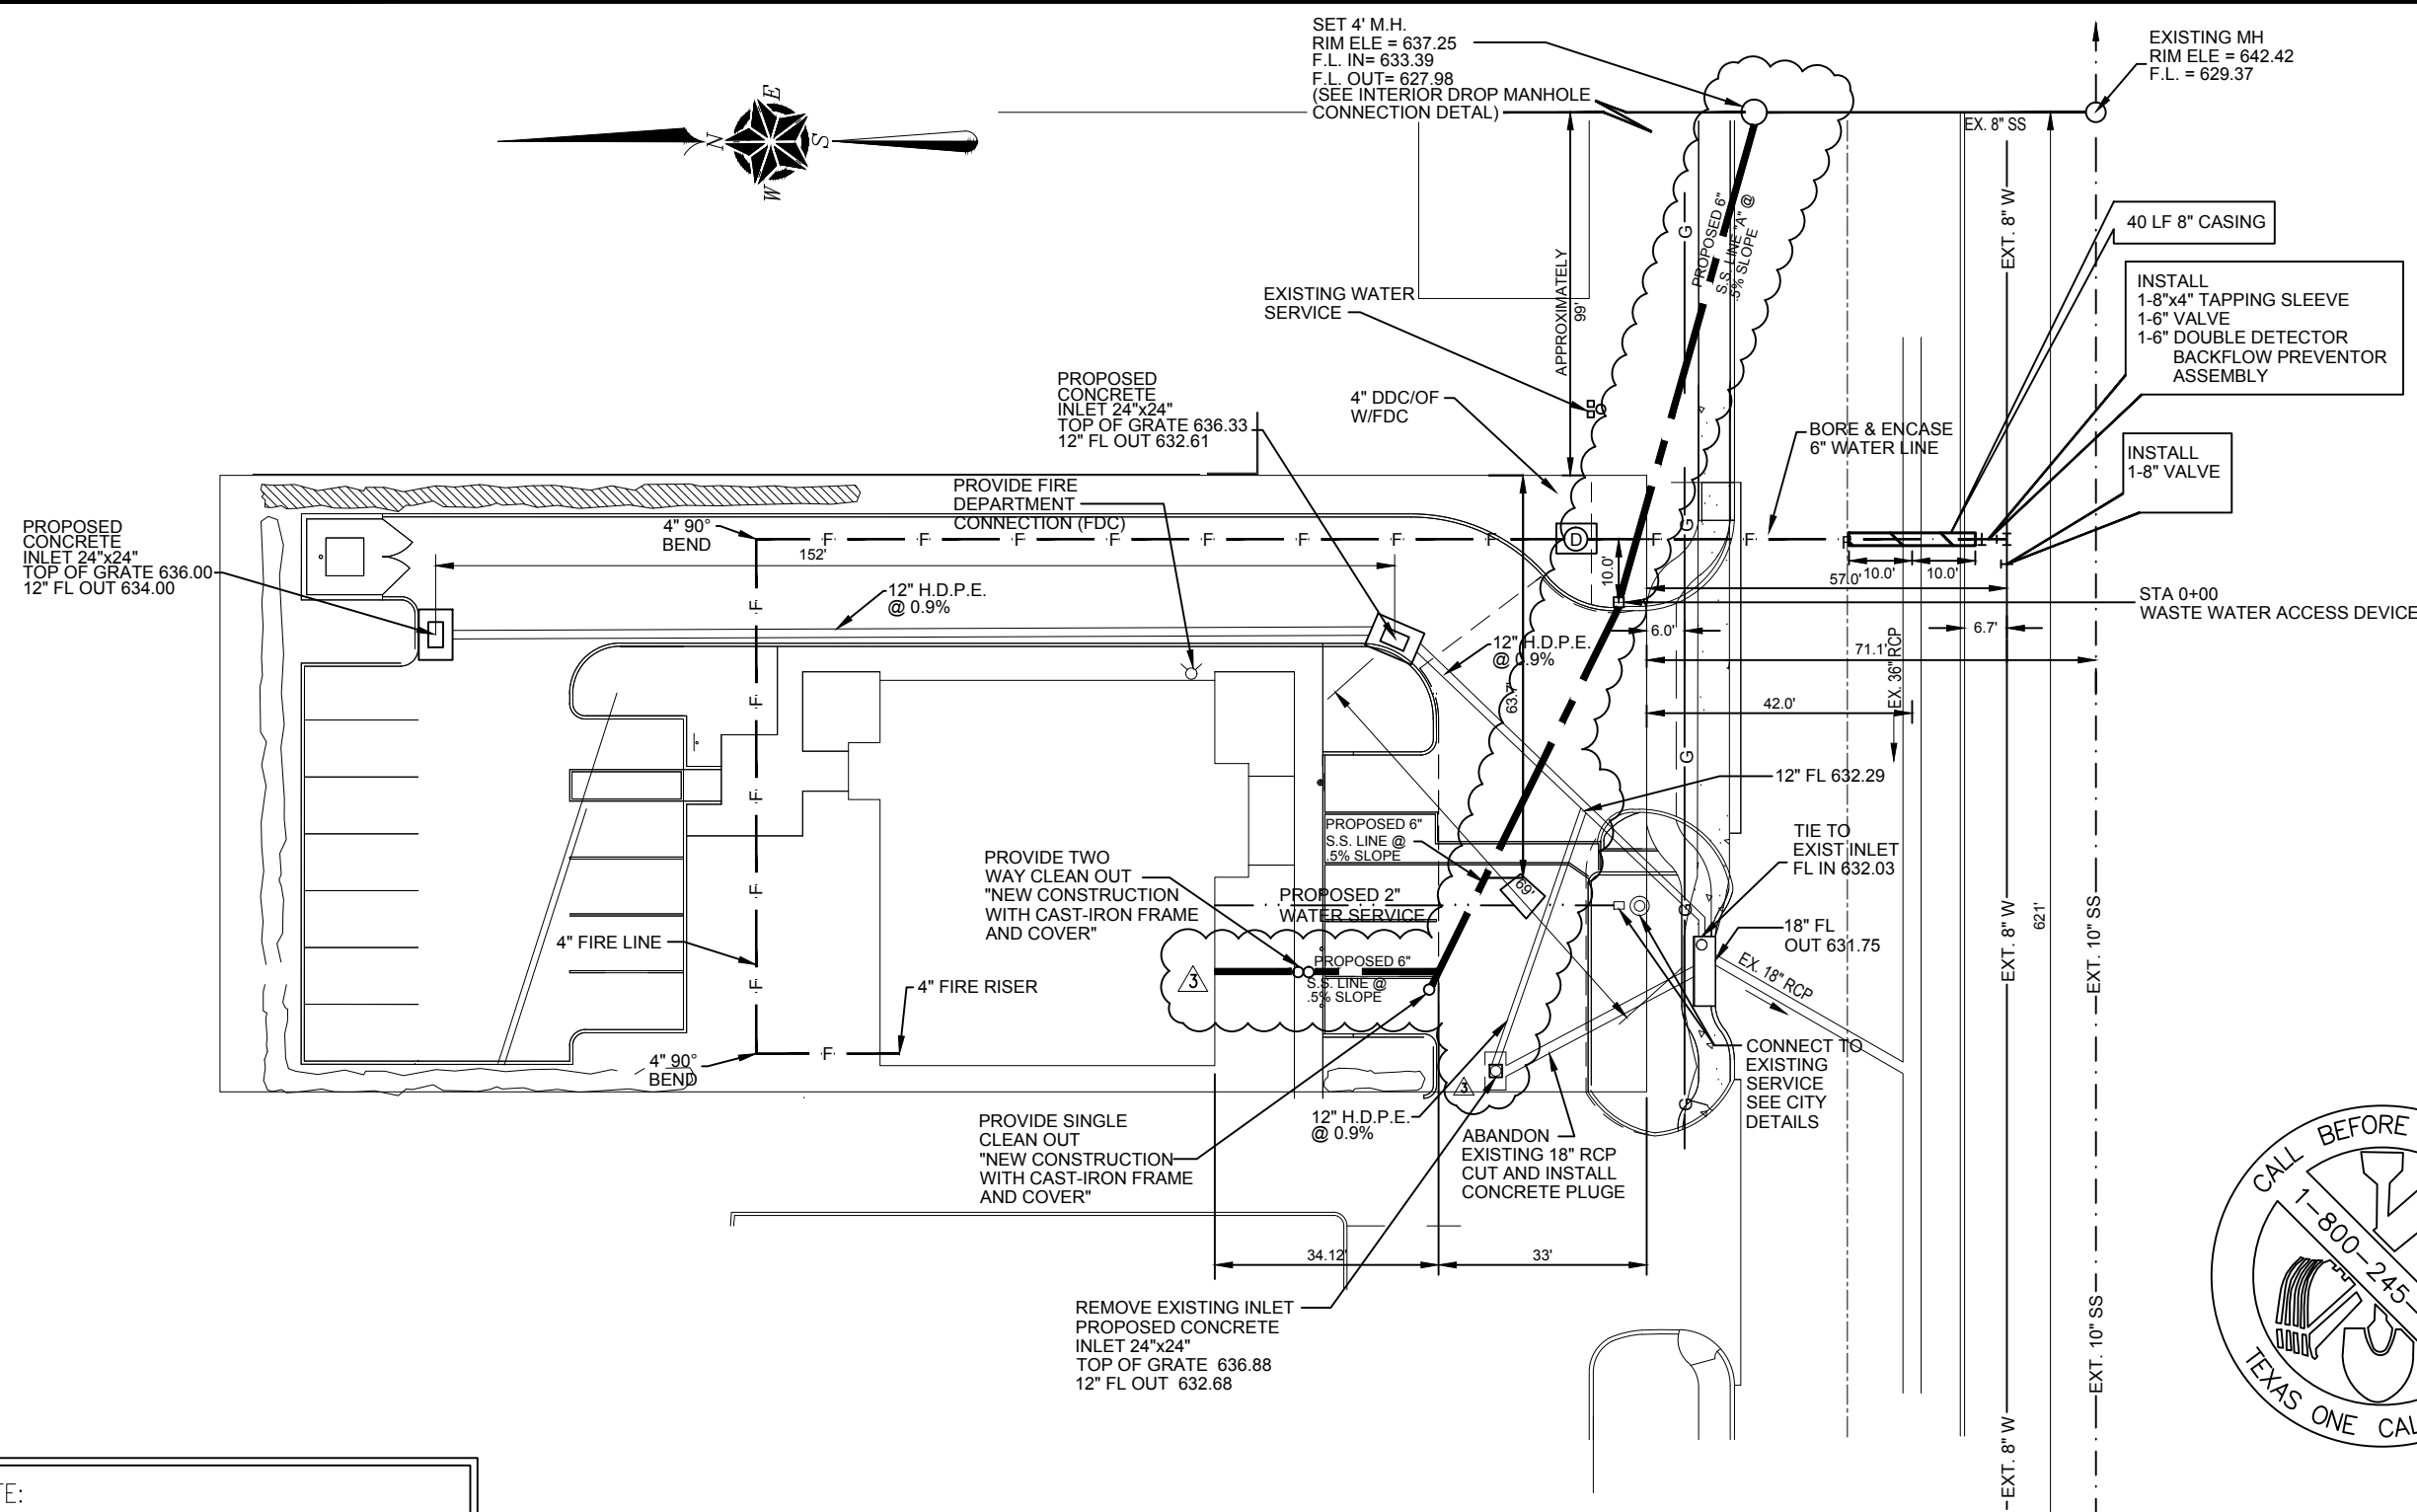 SET 4' M.H.
RIM ELE = 637.25
F.L. IN= 633.39
F.L. OUT= 627.98
(SEE INTERIOR DROP MANHOLE
CONNECTION DETAL)
EXISTING MH
RIM ELE = 642.42
F.L. = 629.37
N
E
S
W
EX. 8" SS
EXT. 8" W
40 LF 8" CASING
INSTALL
1-8"x4" TAPPING SLEEVE
1-6" VALVE
1-6" DOUBLE DETECTOR
BACKFLOW PREVENTOR
ASSEMBLY
INSTALL
1-8" VALVE
PROPOSED 6"
S.S. LINE "A" @
.5% SLOPE
G
APPROXIMATELY
99'
EXISTING WATER
SERVICE
4" DDC/OF
W/FDC
BORE & ENCASE
6" WATER LINE
PROPOSED
CONCRETE
INLET 24"x24"
TOP OF GRATE 636.33
12" FL OUT 632.61
PROVIDE FIRE
DEPARTMENT
CONNECTION (FDC)
PROPOSED
CONCRETE
INLET 24"x24"
TOP OF GRATE 636.00
12" FL OUT 634.00
4" 90°
BEND
F F F F F F F F D F G F F
152'
10.0'
57.0'
10.0'
10.0'
12" H.D.P.E.
@ 0.9%
STA 0+00
WASTE WATER ACCESS DEVICE
6.0'
6.7'
12" H.D.P.E.
@ 0.9%
71.1'
EX. 36" RCP
63.7'
42.0'
F
F
F
F
F
F
F
G
12" FL 632.29
PROPOSED 6"
S.S. LINE @
.5% SLOPE
TIE TO
EXIST INLET
FL IN 632.03
PROVIDE TWO
WAY CLEAN OUT
"NEW CONSTRUCTION
WITH CAST-IRON FRAME
AND COVER"
PROPOSED 2"
WATER SERVICE
69'
G
18" FL
OUT 631.75
EX. 18" RCP
EXT. 8" W
621'
EXT. 10" SS
4" FIRE LINE
3
PROPOSED 6"
S.S. LINE @
.5% SLOPE
4" FIRE RISER
F
4" 90°
BEND
3
G
CONNECT TO
EXISTING
SERVICE
SEE CITY
DETAILS
PROVIDE SINGLE
CLEAN OUT
"NEW CONSTRUCTION
WITH CAST-IRON FRAME
AND COVER"
12" H.D.P.E.
@ 0.9%
ABANDON
EXISTING 18" RCP
CUT AND INSTALL
CONCRETE PLUGE
34.12'
33'
REMOVE EXISTING INLET
PROPOSED CONCRETE
INLET 24"x24"
TOP OF GRATE 636.88
12" FL OUT 632.68
EXT. 10" SS
EXT. 8" W
CALL BEFORE
1-800-245-
TEXAS ONE CAL
TE: